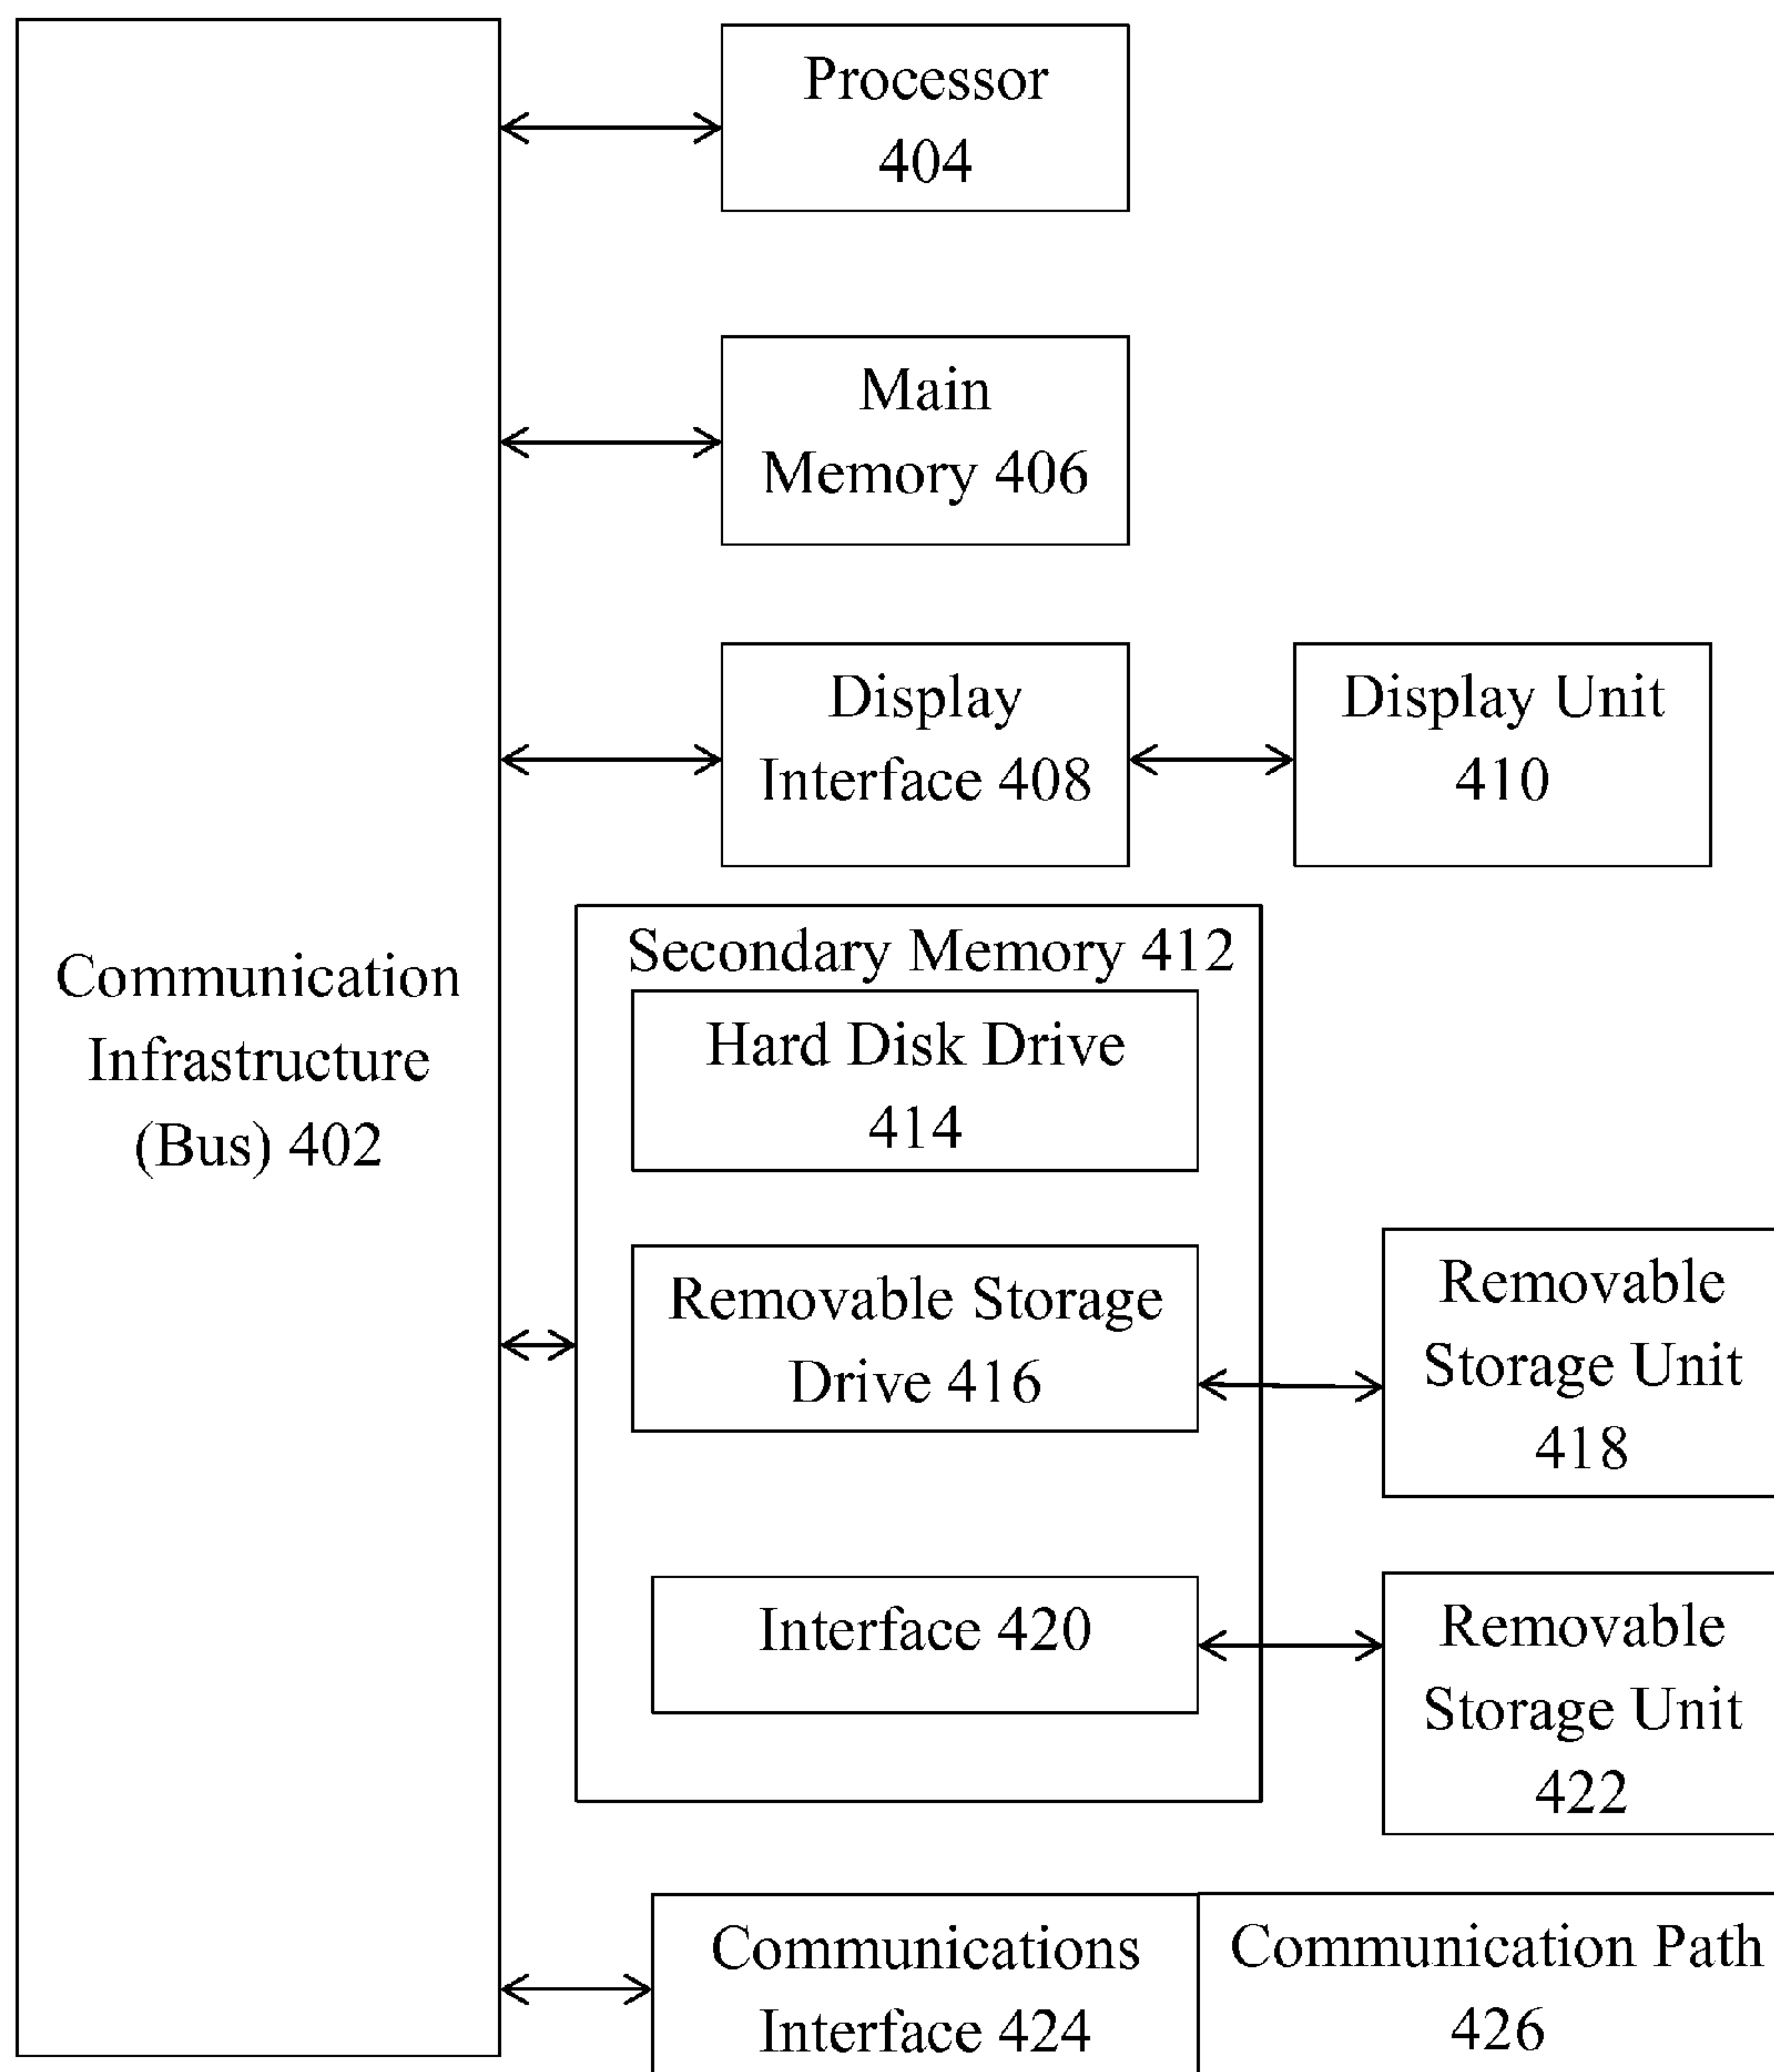 Processor
404
Main
Memory 406
Display
Interface 408
Display Unit
410
Communication
Infrastructure
(Bus) 402
Secondary Memory 412
Hard Disk Drive
414
Removable Storage
Drive 416
Removable
Storage Unit
418
Interface 420
Removable
Storage Unit
422
Communications
Interface 424
Communication Path
426